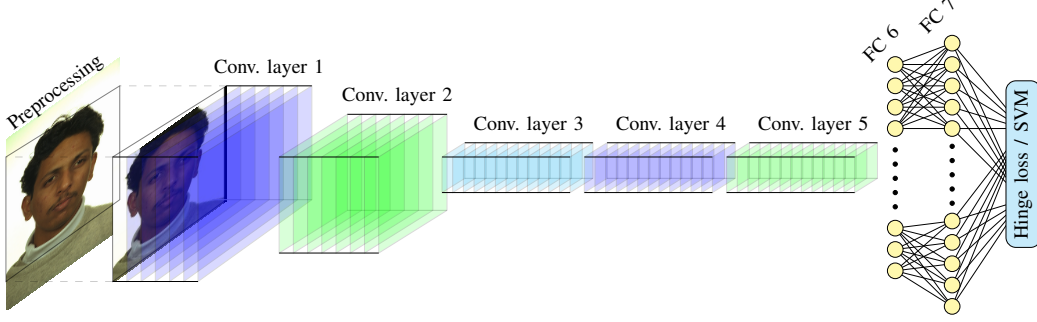 Preprocessing
Conv. layer 1
Conv. layer 2
Conv. layer 3
Conv. layer 4
Conv. layer 5
FC 6
FC 7
Hinge loss / SVM